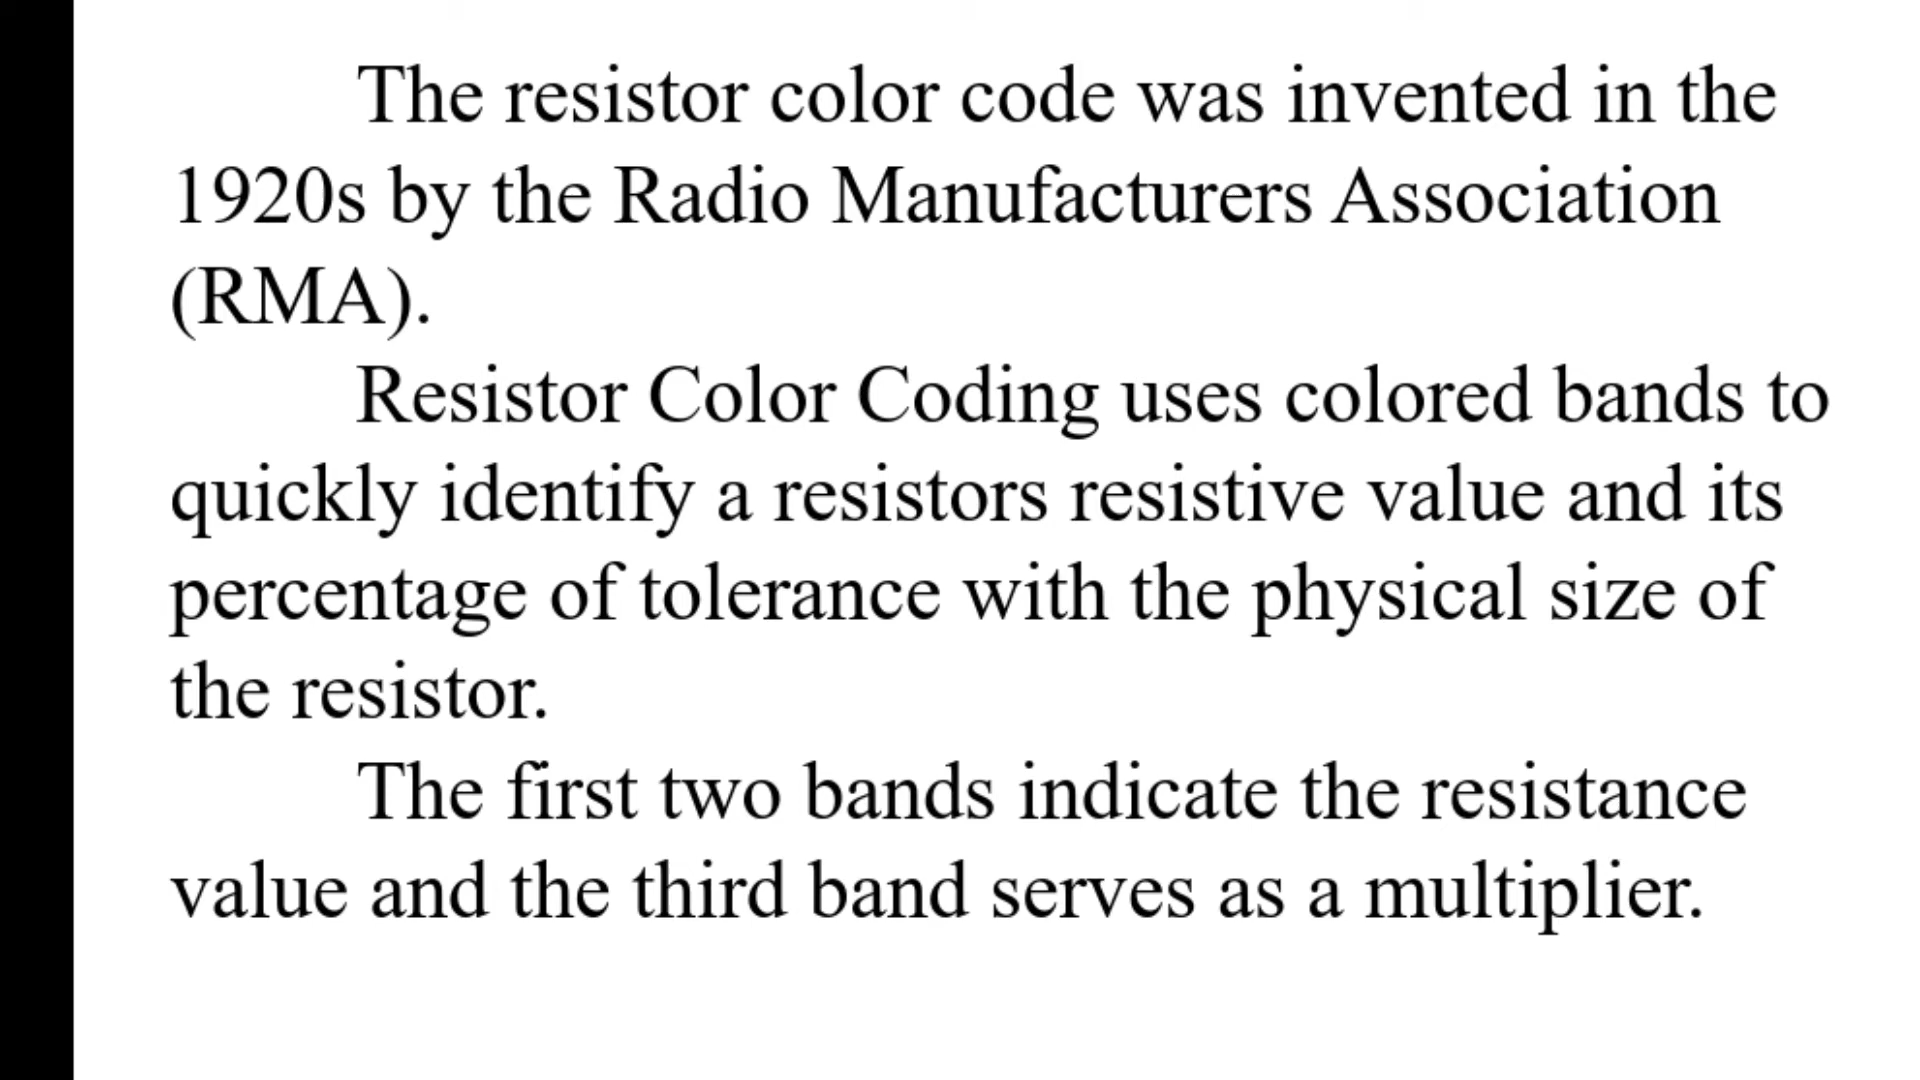 The resistor color code was invented in the
1920s by the Radio Manufacturers Association
(RMA).
Resistor Color Coding uses colored bands to
quickly identify a resistors resistive value and its
percentage of tolerance with the physical size of
the resistor.
The first two bands indicate the resistance
value and the third band serves as a multiplier.